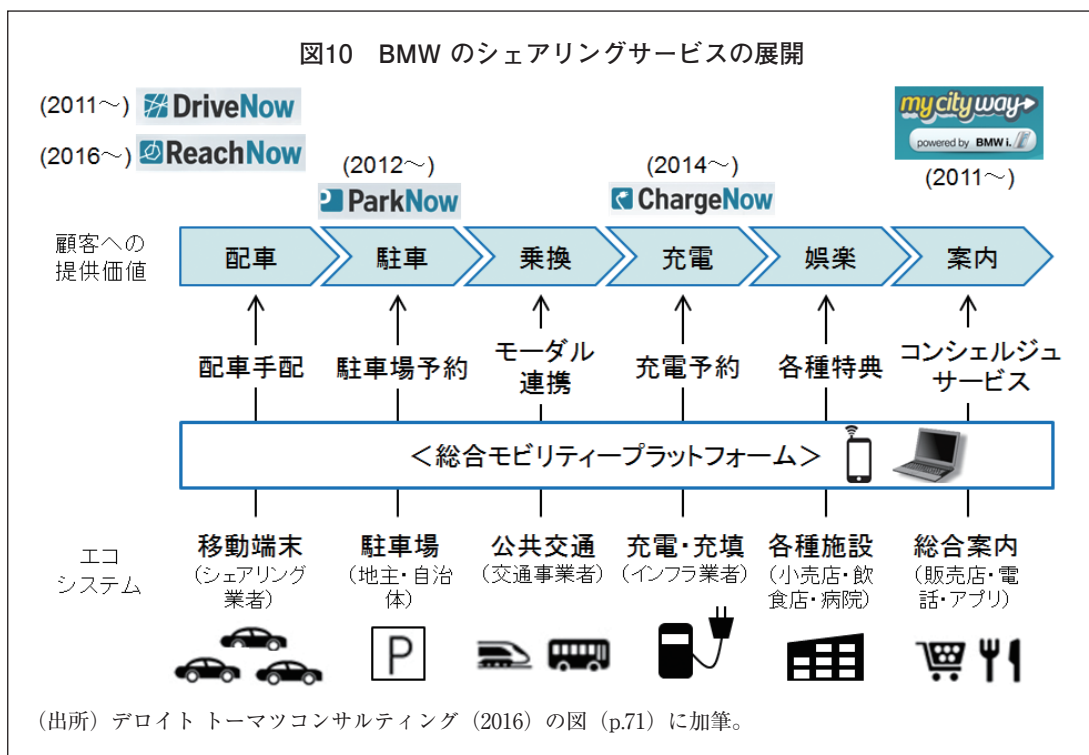 図10 BMW のシェアリングサービスの展開
(2011～) DriveNow
(2016～) ReachNow
(2012～)
ParkNow
(2014～)
ChargeNow
mycityway
powered by BMW i.
(2011～)
顧客への
提供価値
配車
駐車
乗換
充電
娯楽
案内
配車手配
駐車場予約
モーダル
連携
充電予約
各種特典
コンシェルジュ
サービス
＜総合モビリティープラットフォーム＞
エコ
システム
移動端末
(シェアリング
業者)
駐車場
(地主・自治
体)
公共交通
(交通事業者)
充電・充填
(インフラ業者)
各種施設
(小売店・飲
食店・病院)
総合案内
(販売店・電
話・アプリ)
P
(出所) デロイト トーマツコンサルティング (2016) の図 (p.71) に加筆。